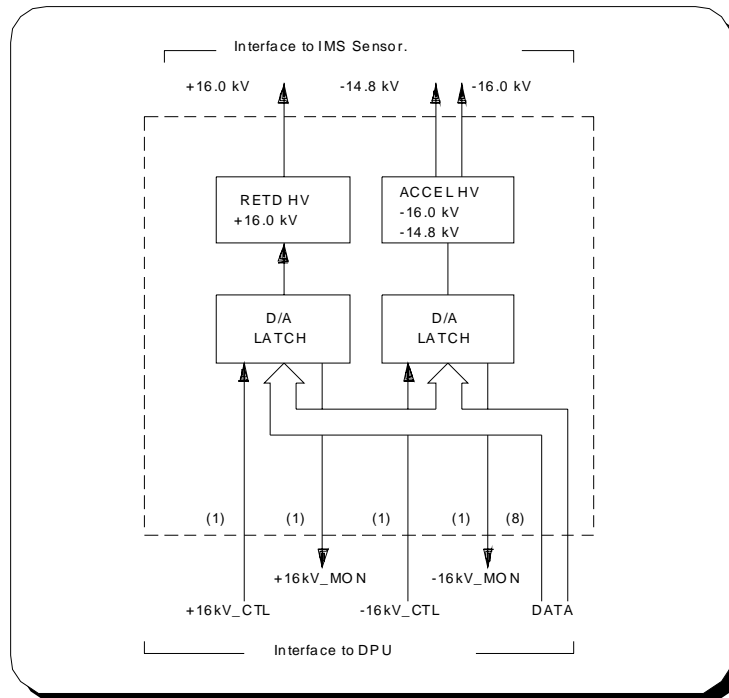 Interface to IMS Sensor.
+16.0 kV -14.8 kV -16.0 kV
RETD HV
+16.0 kV
ACCEL HV
-16.0 kV
-14.8 kV
D/A
LATCH
D/A
LATCH
(1) (1) (1) (1) (8)
+16kV_MON -16kV_MON
+16kV_CTL -16kV_CTL DATA
Interface to DPU